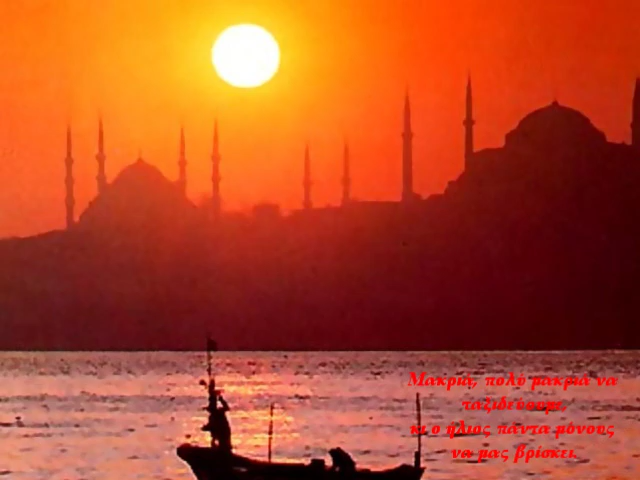 Μακριά, πολύ μακριά να
ταξιδεύουμε,
κι ο ήλιος πάντα μόνους
να μας βρίσκει.